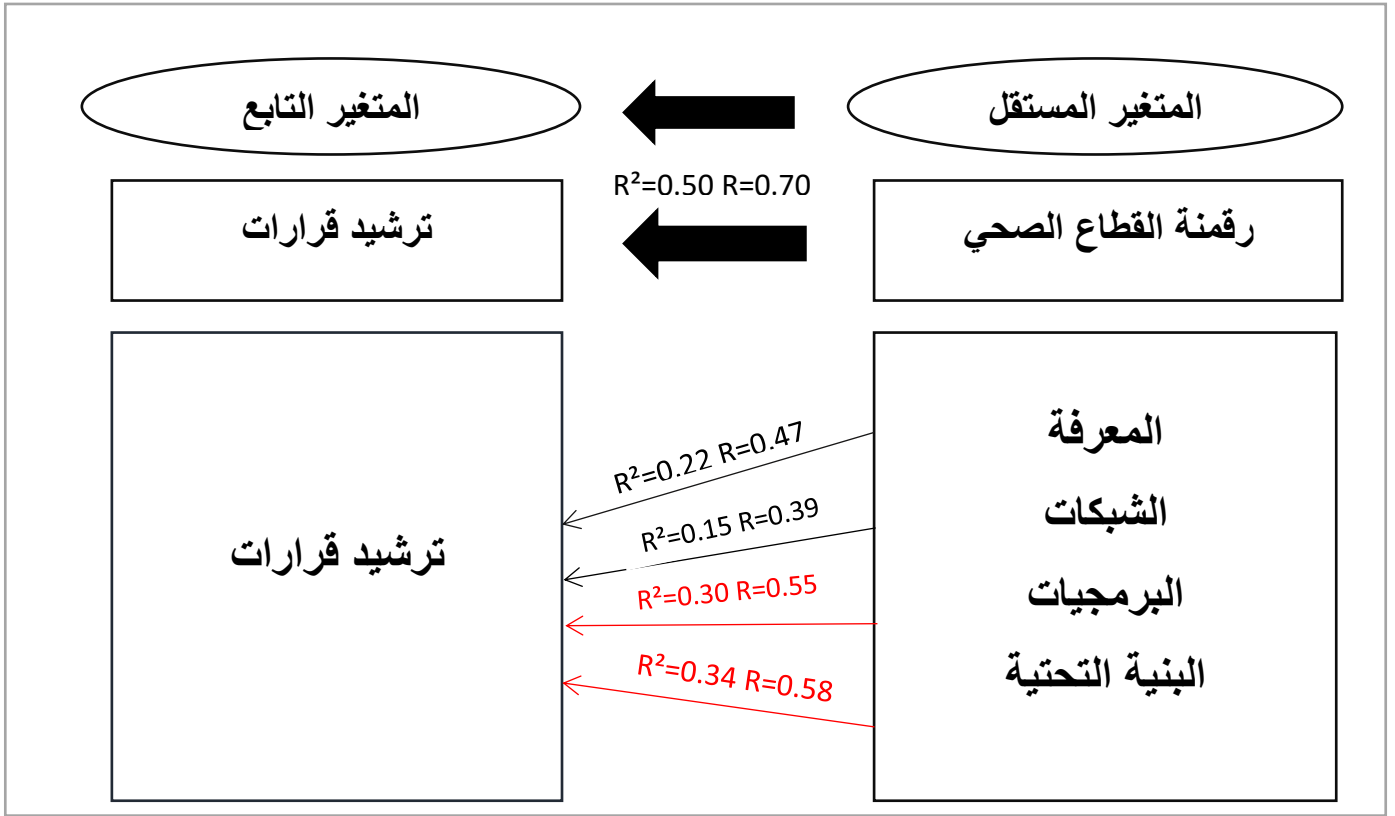 المتغير المستقل
المتغير التابع
R²=0.50 R=0.70
رقمنة القطاع الصحي
ترشيد قرارات
المعرفة
الشبكات
البرمجيات
البنية التحتية
R²=0.22 R=0.47
R²=0.15 R=0.39
R²=0.30 R=0.55
R²=0.34 R=0.58
ترشيد قرارات